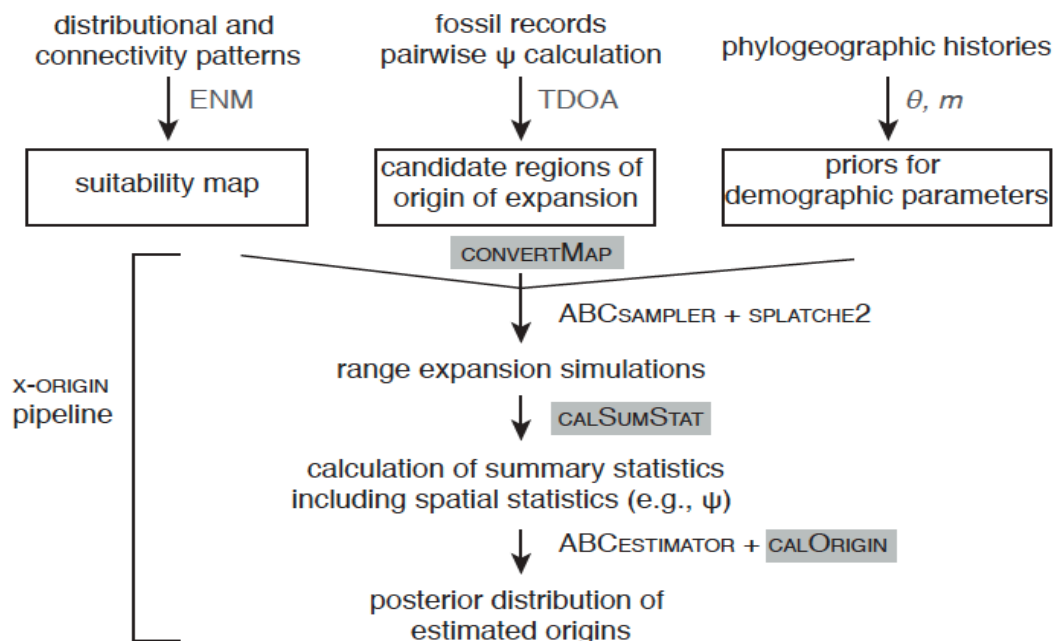 distributional and
connectivity patterns
fossil records
pairwise ψ calculation
phylogeographic histories
ENM
TDOA
θ, m
suitability map
candidate regions of
origin of expansion
priors for
demographic parameters
CONVERTMAP
ABCSAMPLER + SPLATCHE2
range expansion simulations
X-ORIGIN
pipeline
CALSUMSTAT
calculation of summary statistics
including spatial statistics (e.g., ψ)
ABCESTIMATOR + CALORIGIN
posterior distribution of
estimated origins